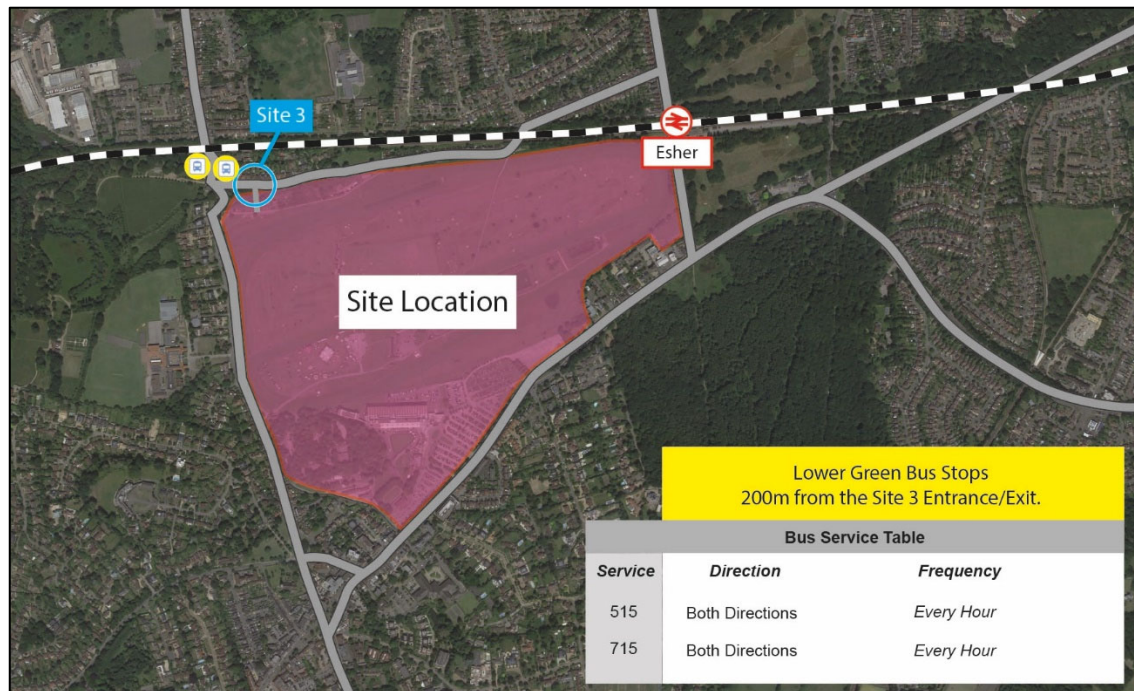 Site 3
Esher
Site Location
Lower Green Bus Stops
200m from the Site 3 Entrance/Exit.
Bus Service Table
Service Direction Frequency
515 Both Directions Every Hour
715 Both Directions Every Hour